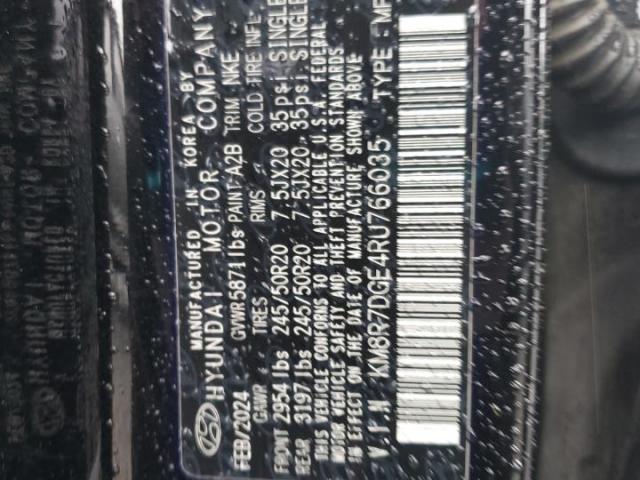 MANUFACTURED IN KOREA BY
HYUNDAI MOTOR COMPANY
FEB/2024 GVWR 5871 lbs PAINT A2B TRIM NKE
GAWR TIRES RIMS COLD TIRE INFL
FRONT 2954 lbs 245/50R20 7.5JX20 35 psi SINGLE
REAR 3197 lbs 245/50R20 7.5JX20 35 psi SINGLE
THIS VEHICLE CONFORMS TO ALL APPLICABLE U.S.A. FEDERAL
MOTOR VEHICLE SAFETY AND THEFT PREVENTION STANDARDS
IN EFFECT ON THE DATE OF MANUFACTURE SHOWN ABOVE
V.I.N KM8R7DGE4RU766035 TYPE: